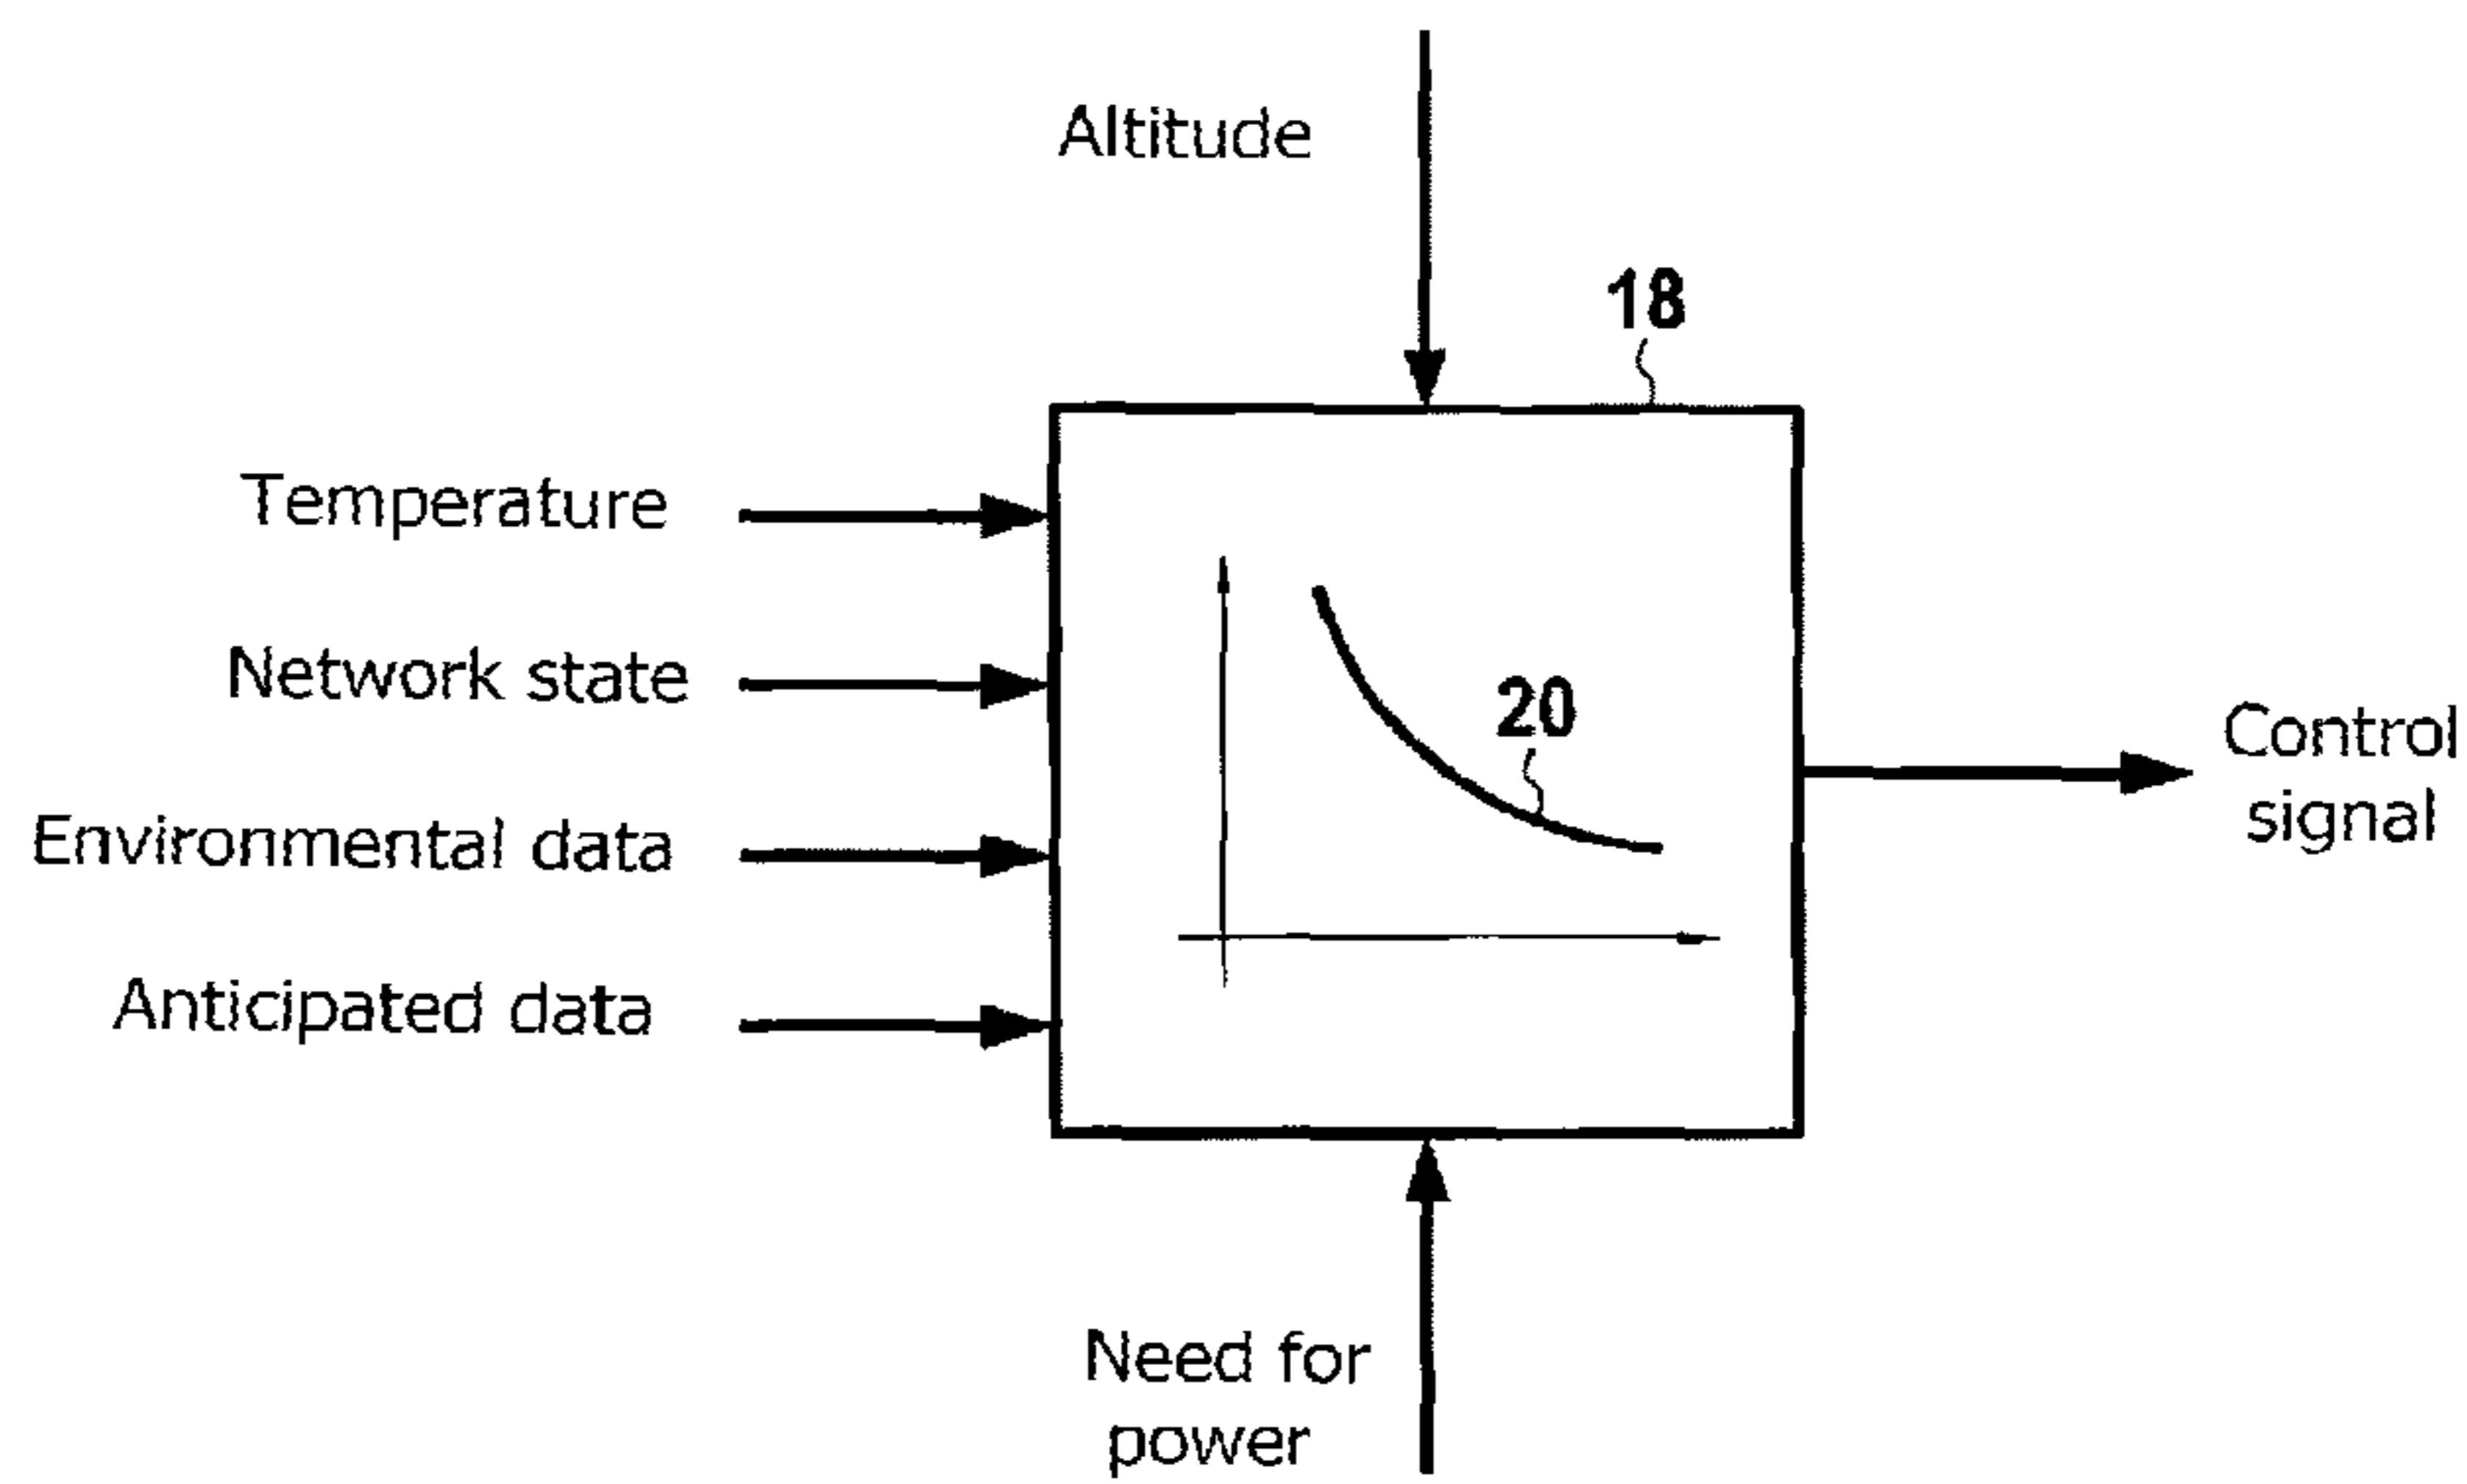 Altitude
18
Temperature
Network state
20
Control
signal
Environmental data
Anticipated data
Need for
power